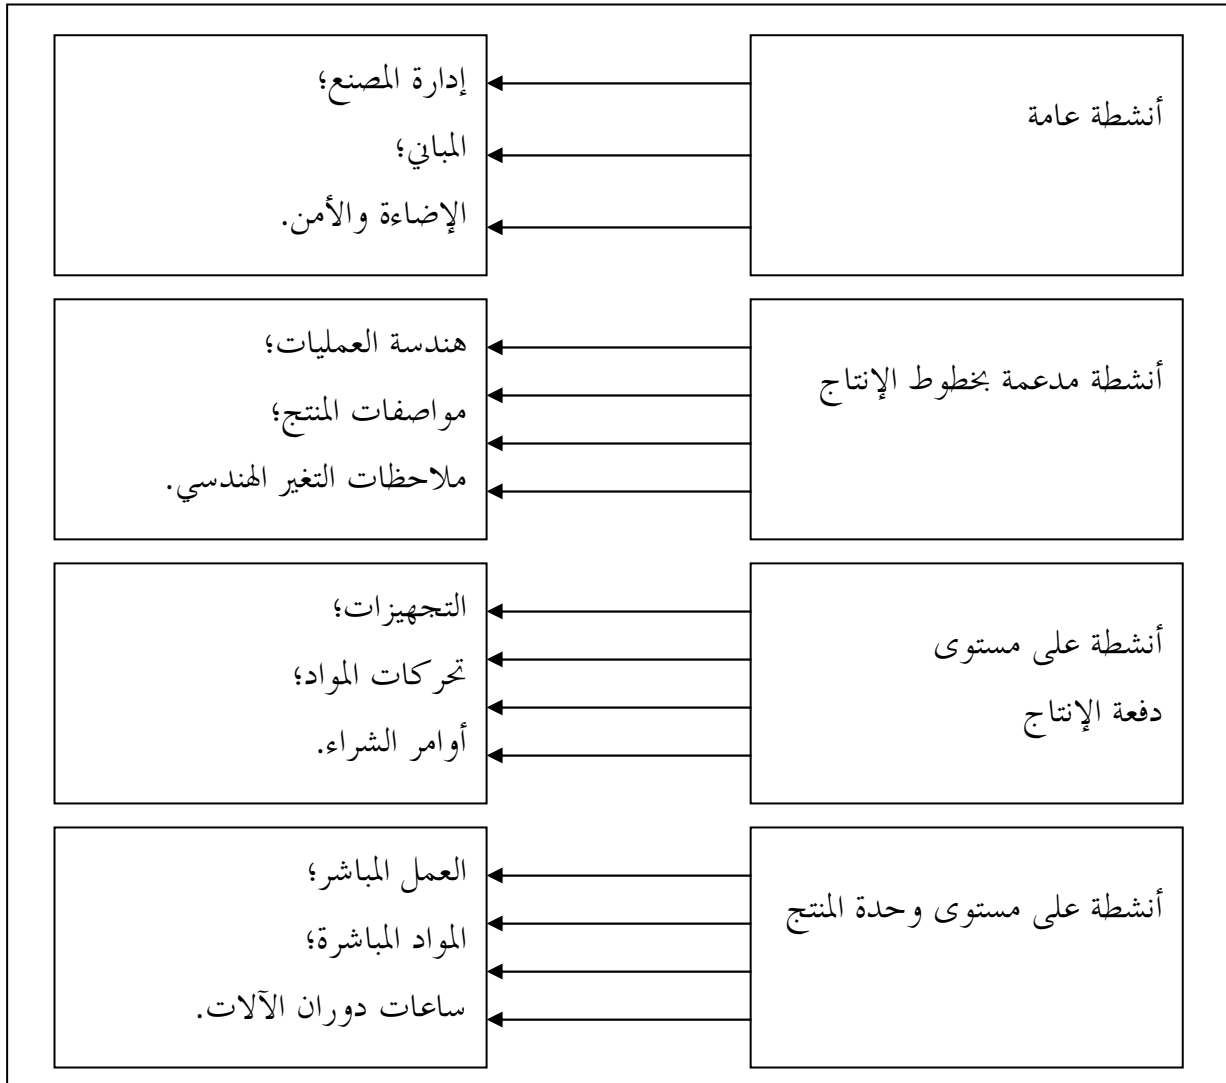 أنشطة عامة
إدارة المصنع؛
المباني؛
الإضاءة والأمن.
أنشطة مدعمة بخطوط الإنتاج
هندسة العمليات؛
مواصفات المنتج؛
ملاحظات التغير الهندسي.
أنشطة على مستوى
دفعة الإنتاج
التجهيزات؛
تحركات المواد؛
أوامر الشراء.
أنشطة على مستوى وحدة المنتج
العمل المباشر؛
المواد المباشرة؛
ساعات دوران الآلات.